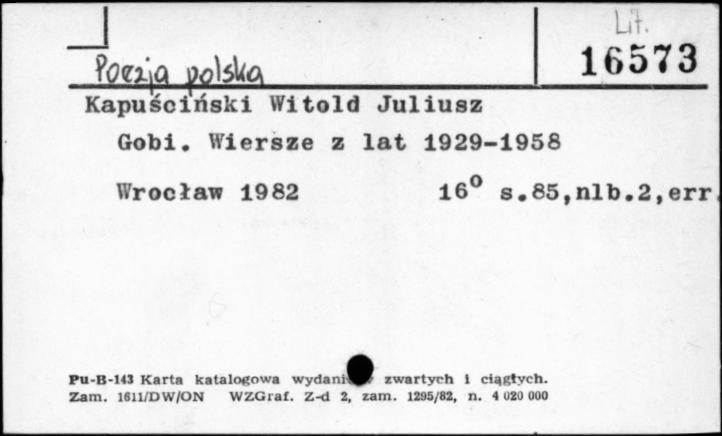 Lit.
16573
Poezja polska
Kapuściński Witold Juliusz
Gobi. Wiersze z lat 1929-1958
Wrocław 1982 16° s.85,nlb.2,err.
Pu-B-143 Karta katalogowa wydani zwartych i ciągłych.
Zam. 1611/DW/ON WZGraf. Z-d 2, zam. 1295/82, n. 4 020 000